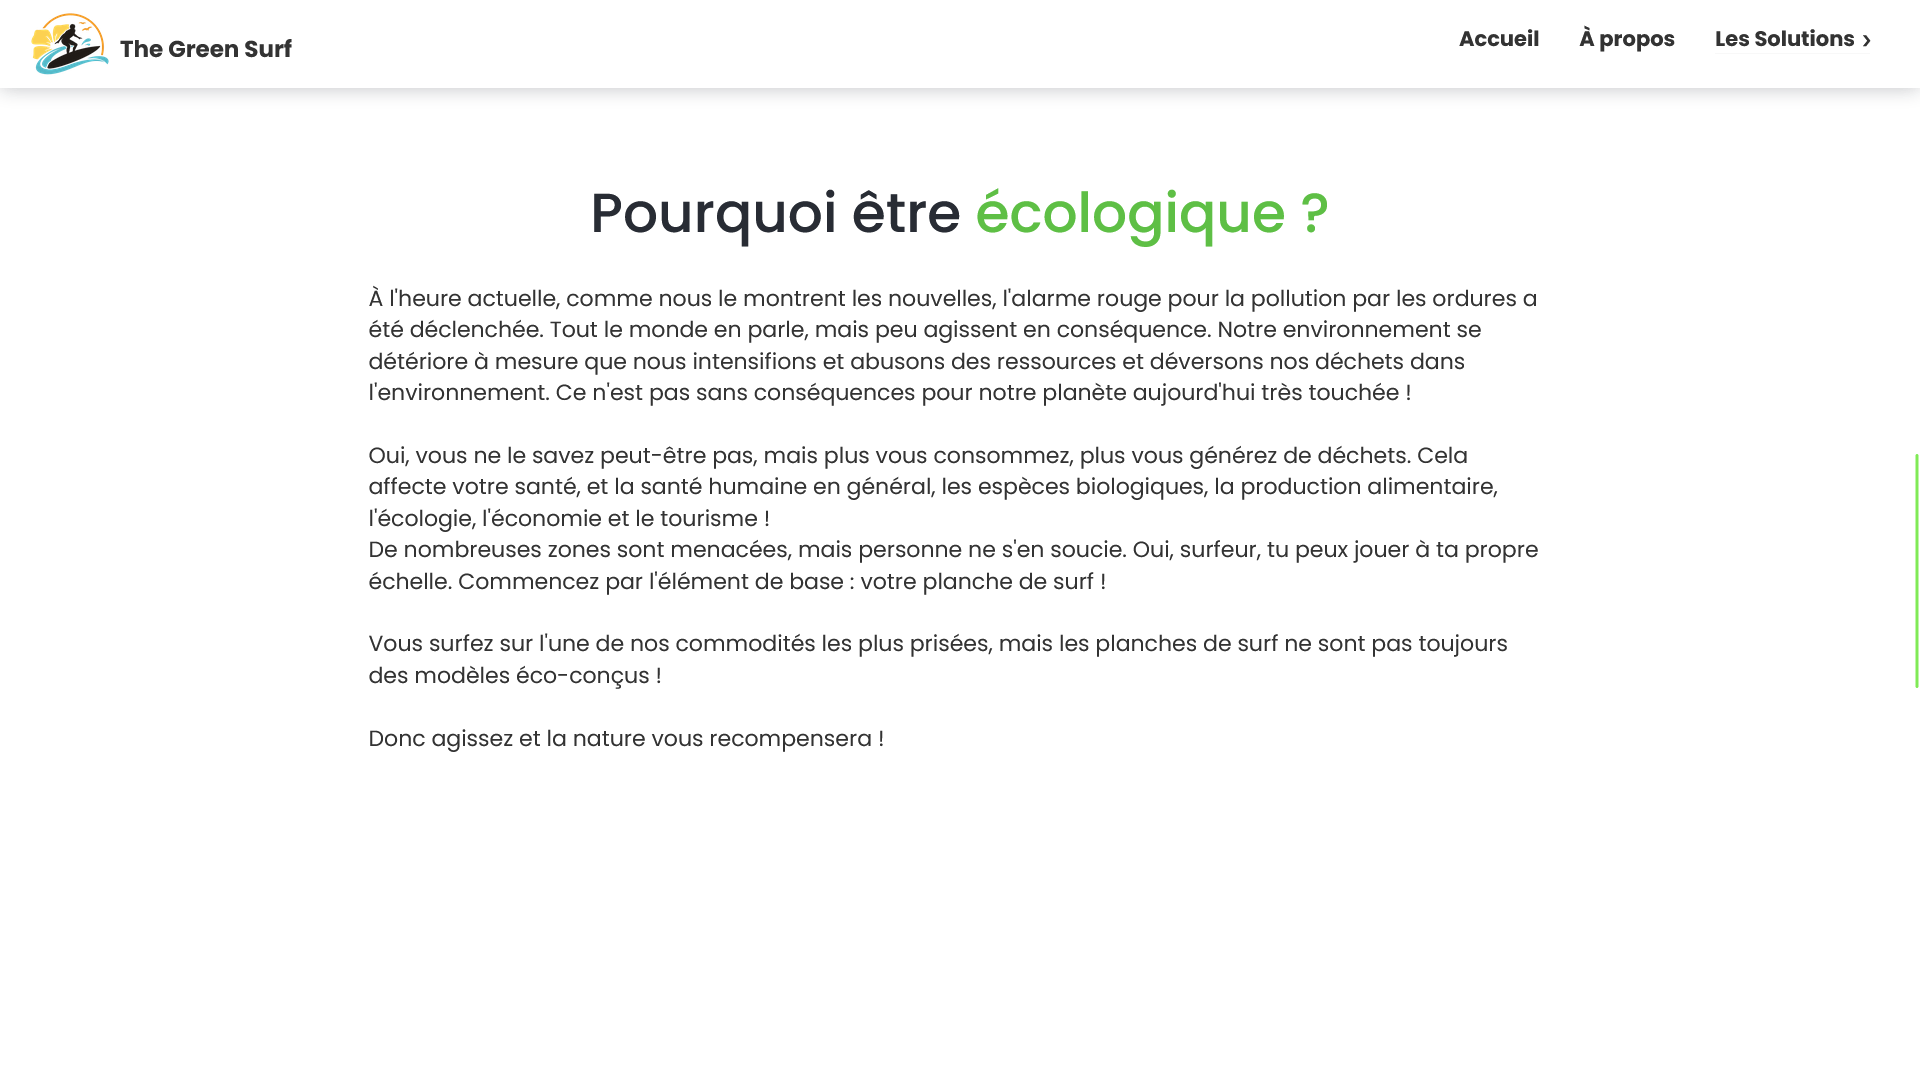 The Green Surf
Accueil
À propos
Les Solutions ›
Pourquoi être écologique ?
À l'heure actuelle, comme nous le montrent les nouvelles, l'alarme rouge pour la pollution par les ordures a
été déclenchée. Tout le monde en parle, mais peu agissent en conséquence. Notre environnement se
détériore à mesure que nous intensifions et abusons des ressources et déversons nos déchets dans
l'environnement. Ce n'est pas sans conséquences pour notre planète aujourd'hui très touchée !
Oui, vous ne le savez peut-être pas, mais plus vous consommez, plus vous générez de déchets. Cela
affecte votre santé, et la santé humaine en général, les espèces biologiques, la production alimentaire,
l'écologie, l'économie et le tourisme !
De nombreuses zones sont menacées, mais personne ne s'en soucie. Oui, surfeur, tu peux jouer à ta propre
échelle. Commencez par l'élément de base : votre planche de surf !
Vous surfez sur l'une de nos commodités les plus prisées, mais les planches de surf ne sont pas toujours
des modèles éco-conçus !
Donc agissez et la nature vous recompensera !